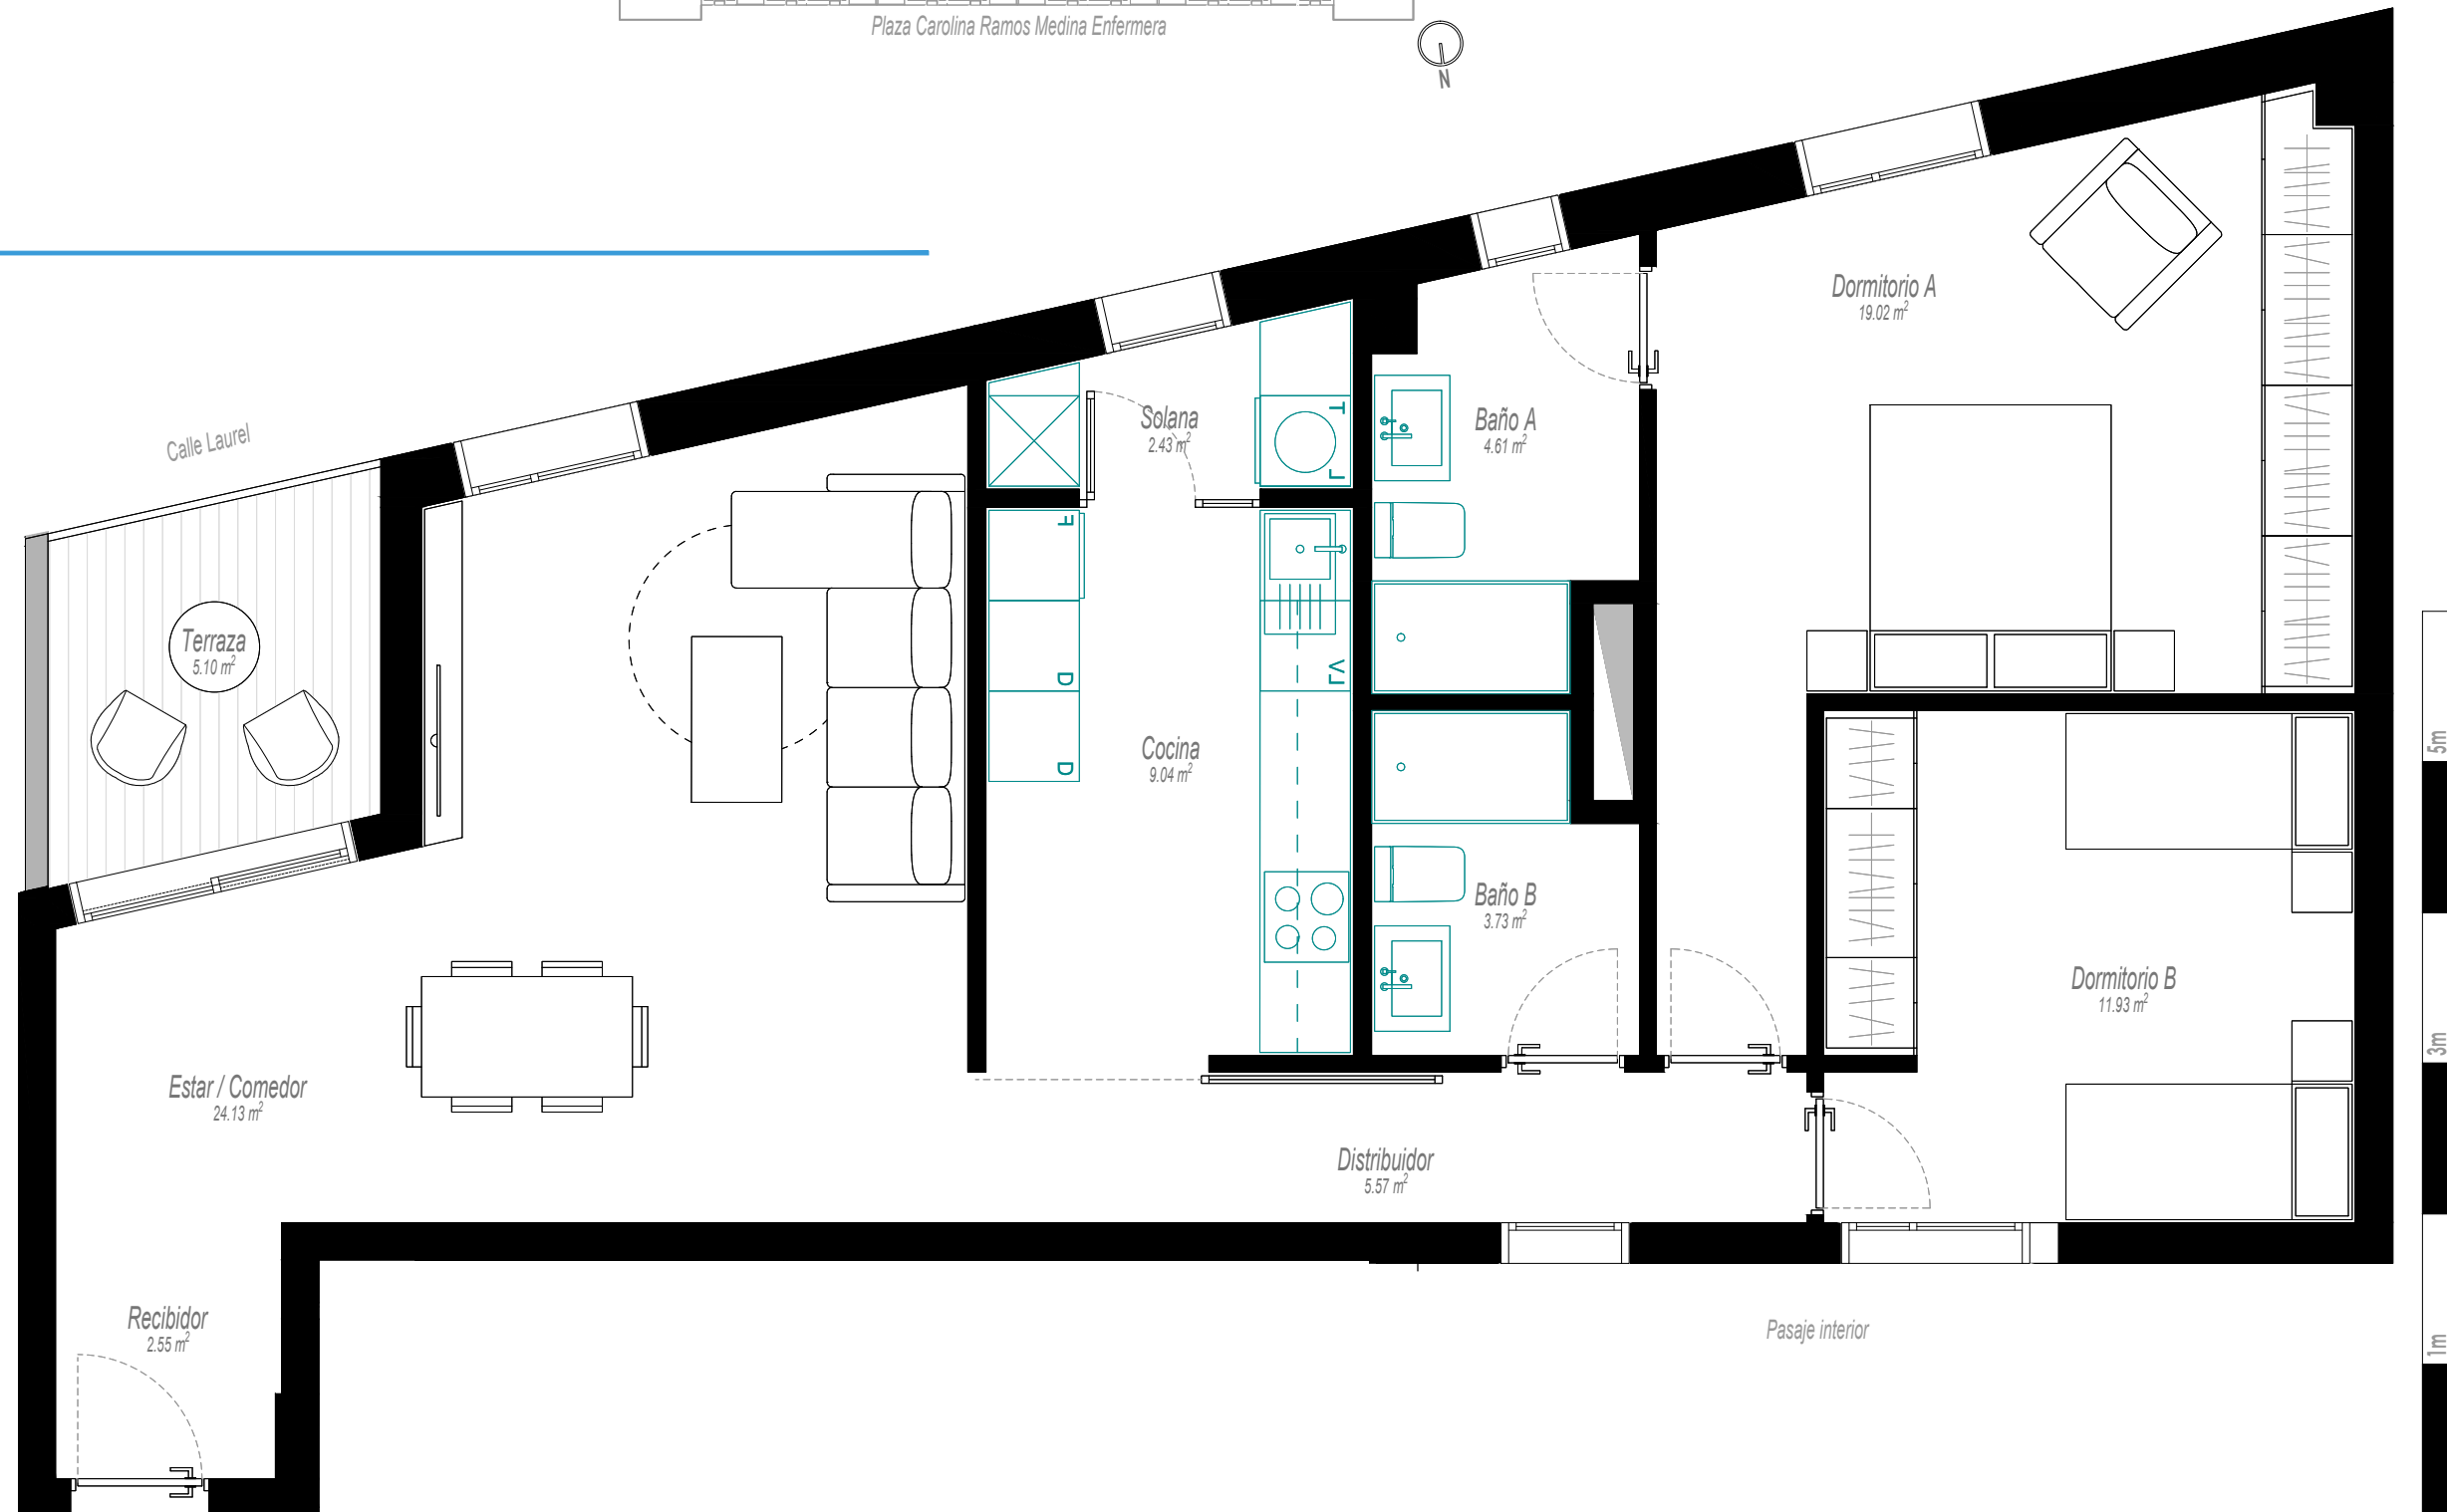 Plaza Carolina Ramos Medina Enfermera
N
Calle Laurel
Dormitorio A
19.02 m²
Solana
2.43 m²
T
L
Baño A
4.61 m²
F
Terraza
5.10 m²
D
VJ
Cocina
9.04 m²
D
5m
Baño B
3.73 m²
Dormitorio B
11.93 m²
3m
Estar / Comedor
24.13 m²
Distribuidor
5.57 m²
Recibidor
2.55 m²
Pasaje interior
1m